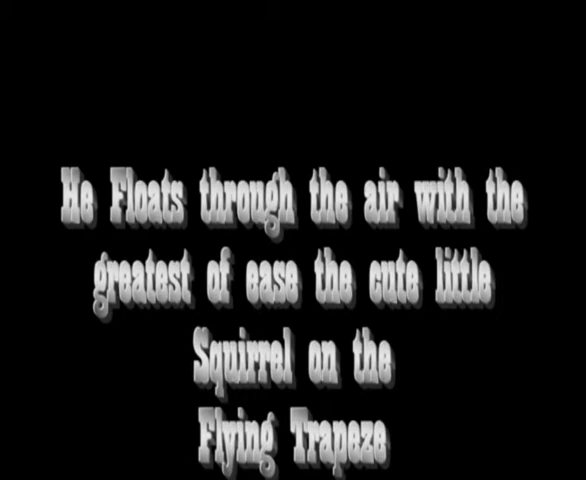 He Floats through the air with the
greatest of ease the cute little
Squirrel on the
Flying Trapeze